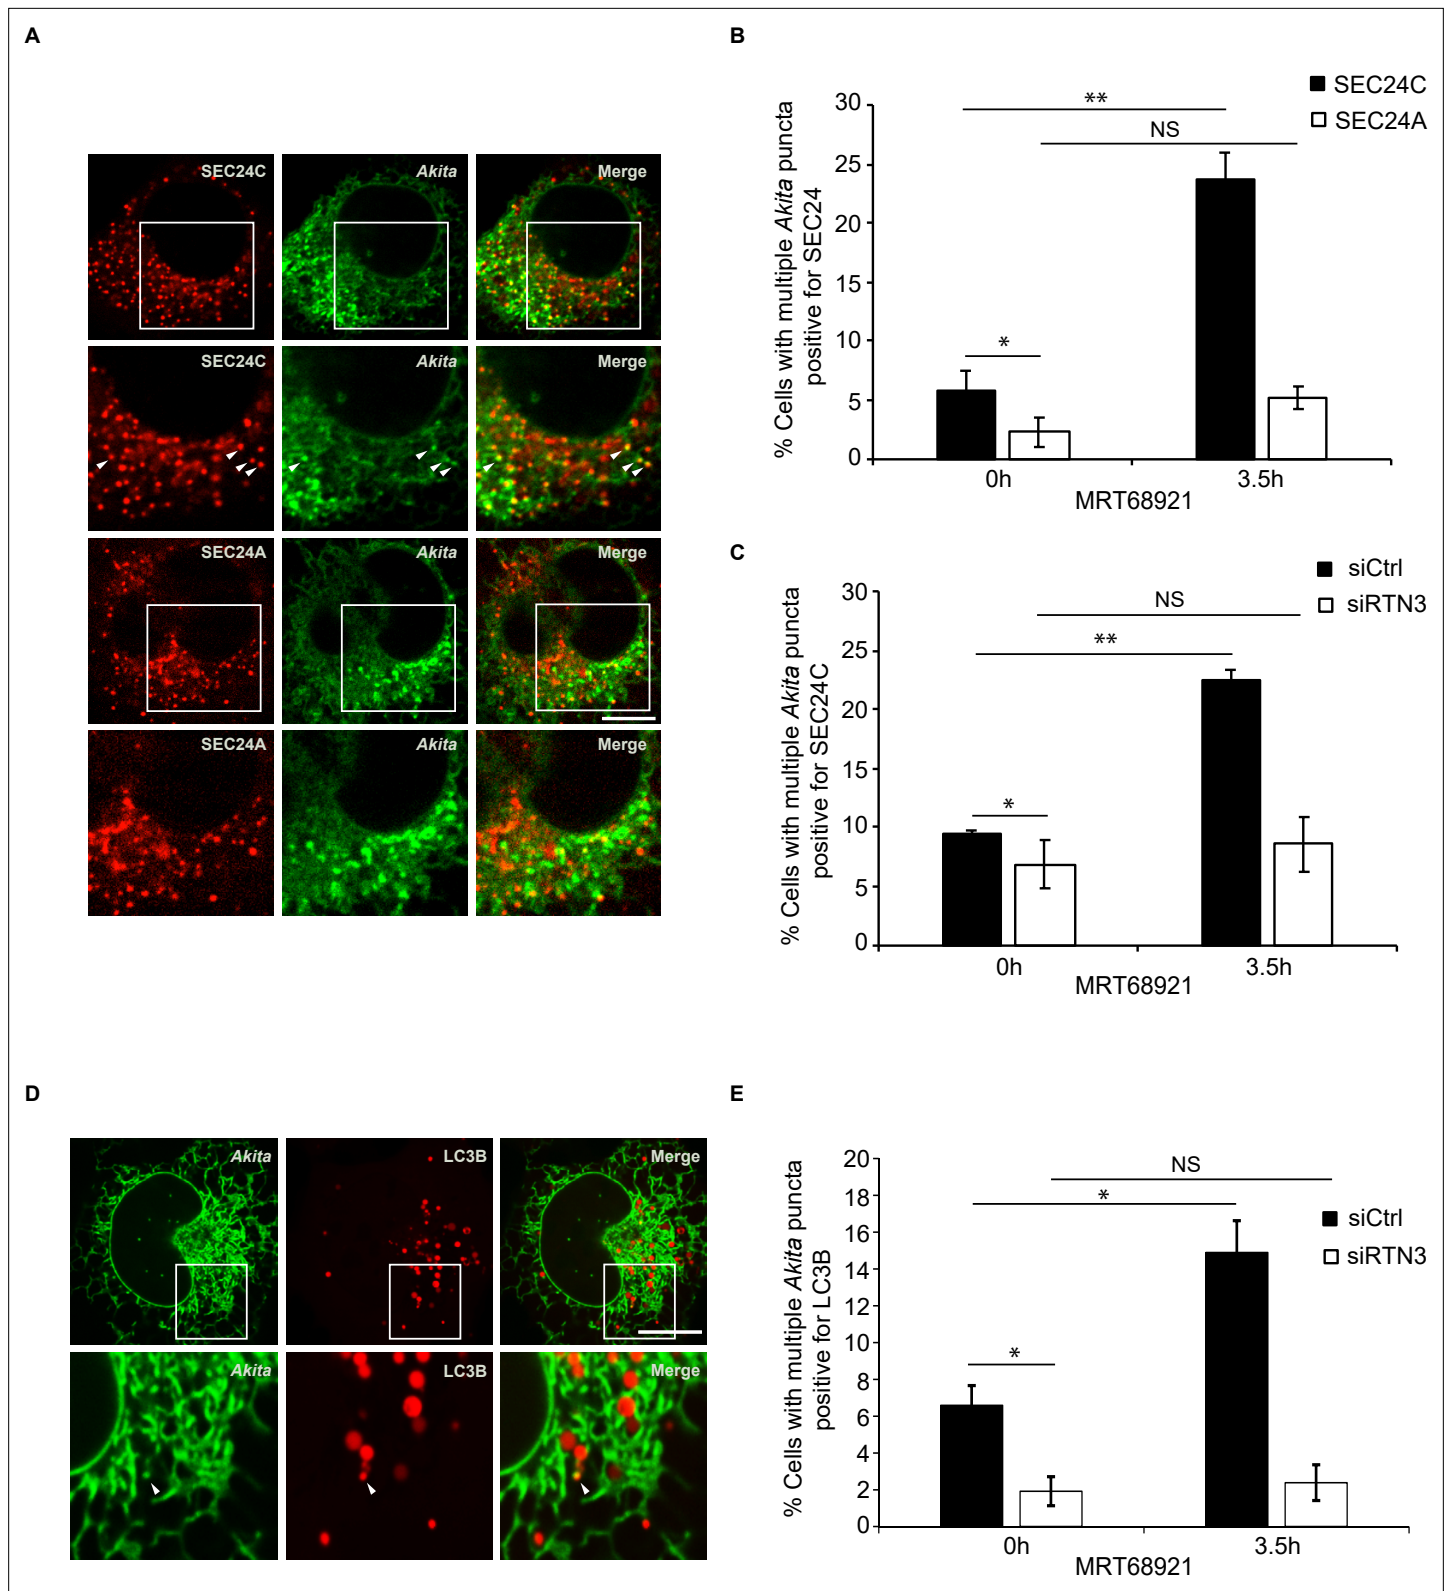 A
SEC24C
Akita
Merge
SEC24C
Akita
Merge
SEC24A
Akita
Merge
SEC24A
Akita
Merge
B
SEC24C
SEC24A
**
NS
*
% Cells with multiple Akita puncta
positive for SEC24
30
25
20
15
10
5
0
0h
3.5h
MRT68921
C
siCtrl
siRTN3
NS
**
*
% Cells with multiple Akita puncta
positive for SEC24C
30
25
20
15
10
5
0
0h
3.5h
MRT68921
D
Akita
LC3B
Merge
Akita
LC3B
Merge
E
NS
*
siCtrl
siRTN3
*
% Cells with multiple Akita puncta
positive for LC3B
20
18
16
14
12
10
8
6
4
2
0
0h
3.5h
MRT68921